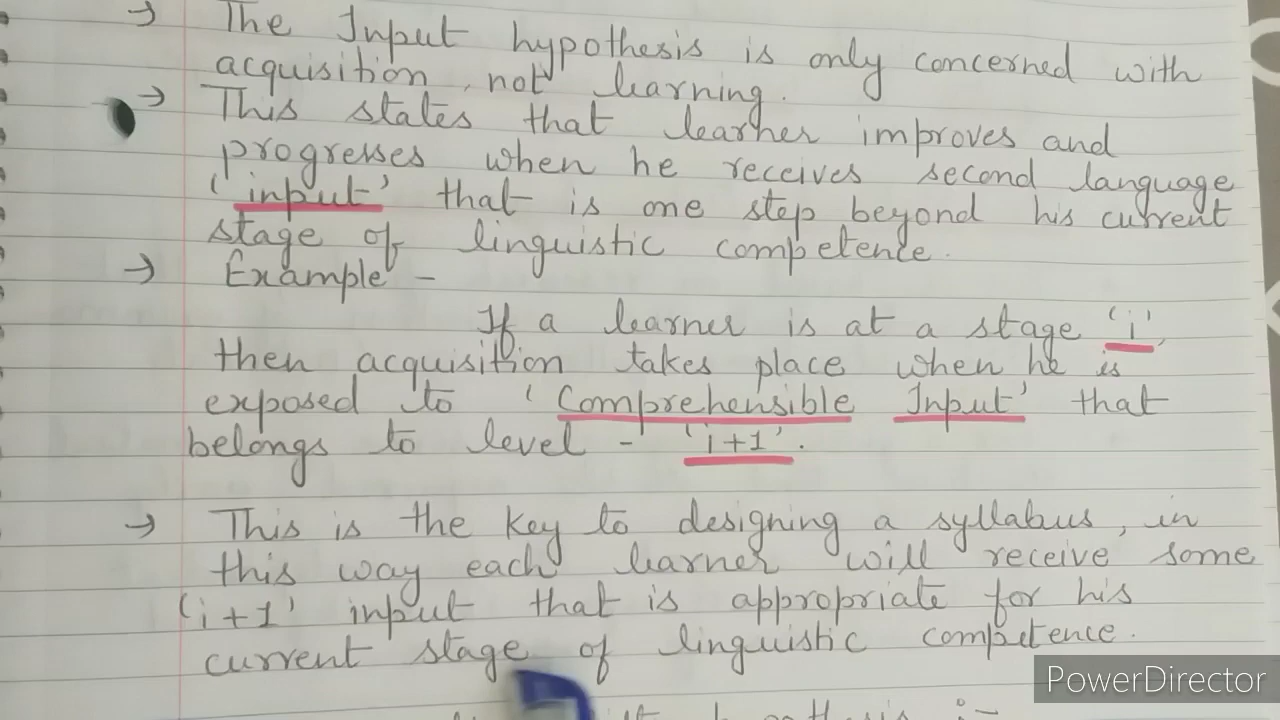 → The Input hypothesis is only concerned with
acquisition, not learning.
→ This states that learner improves and
progresses when he receives second language
'input' that is one step beyond his current
stage of linguistic competence.
→ Example -
If a learner is at a stage 'i',
then acquisition takes place when he is
exposed to 'Comprehensible Input' that
belongs to level - 'i+1'.
→ This is the key to designing a syllabus, in
this way each learner will receive some
'i+1' input that is appropriate for his
current stage of linguistic competence.
PowerDirector